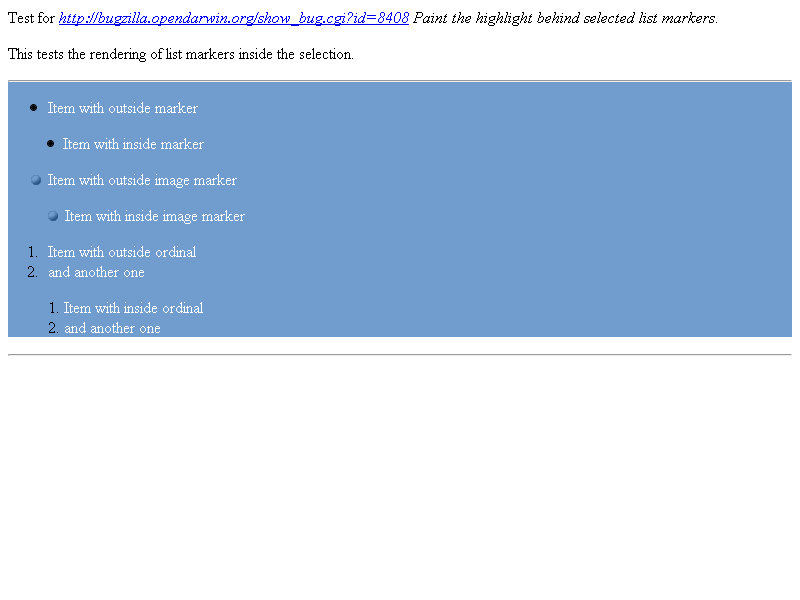 Test for http://bugzilla.opendarwin.org/show_bug.cgi?id=8408 Paint the highlight behind selected list markers.
This tests the rendering of list markers inside the selection.
• Item with outside marker
• Item with inside marker
Item with outside image marker
Item with inside image marker
1. Item with outside ordinal
2. and another one
1. Item with inside ordinal
2. and another one